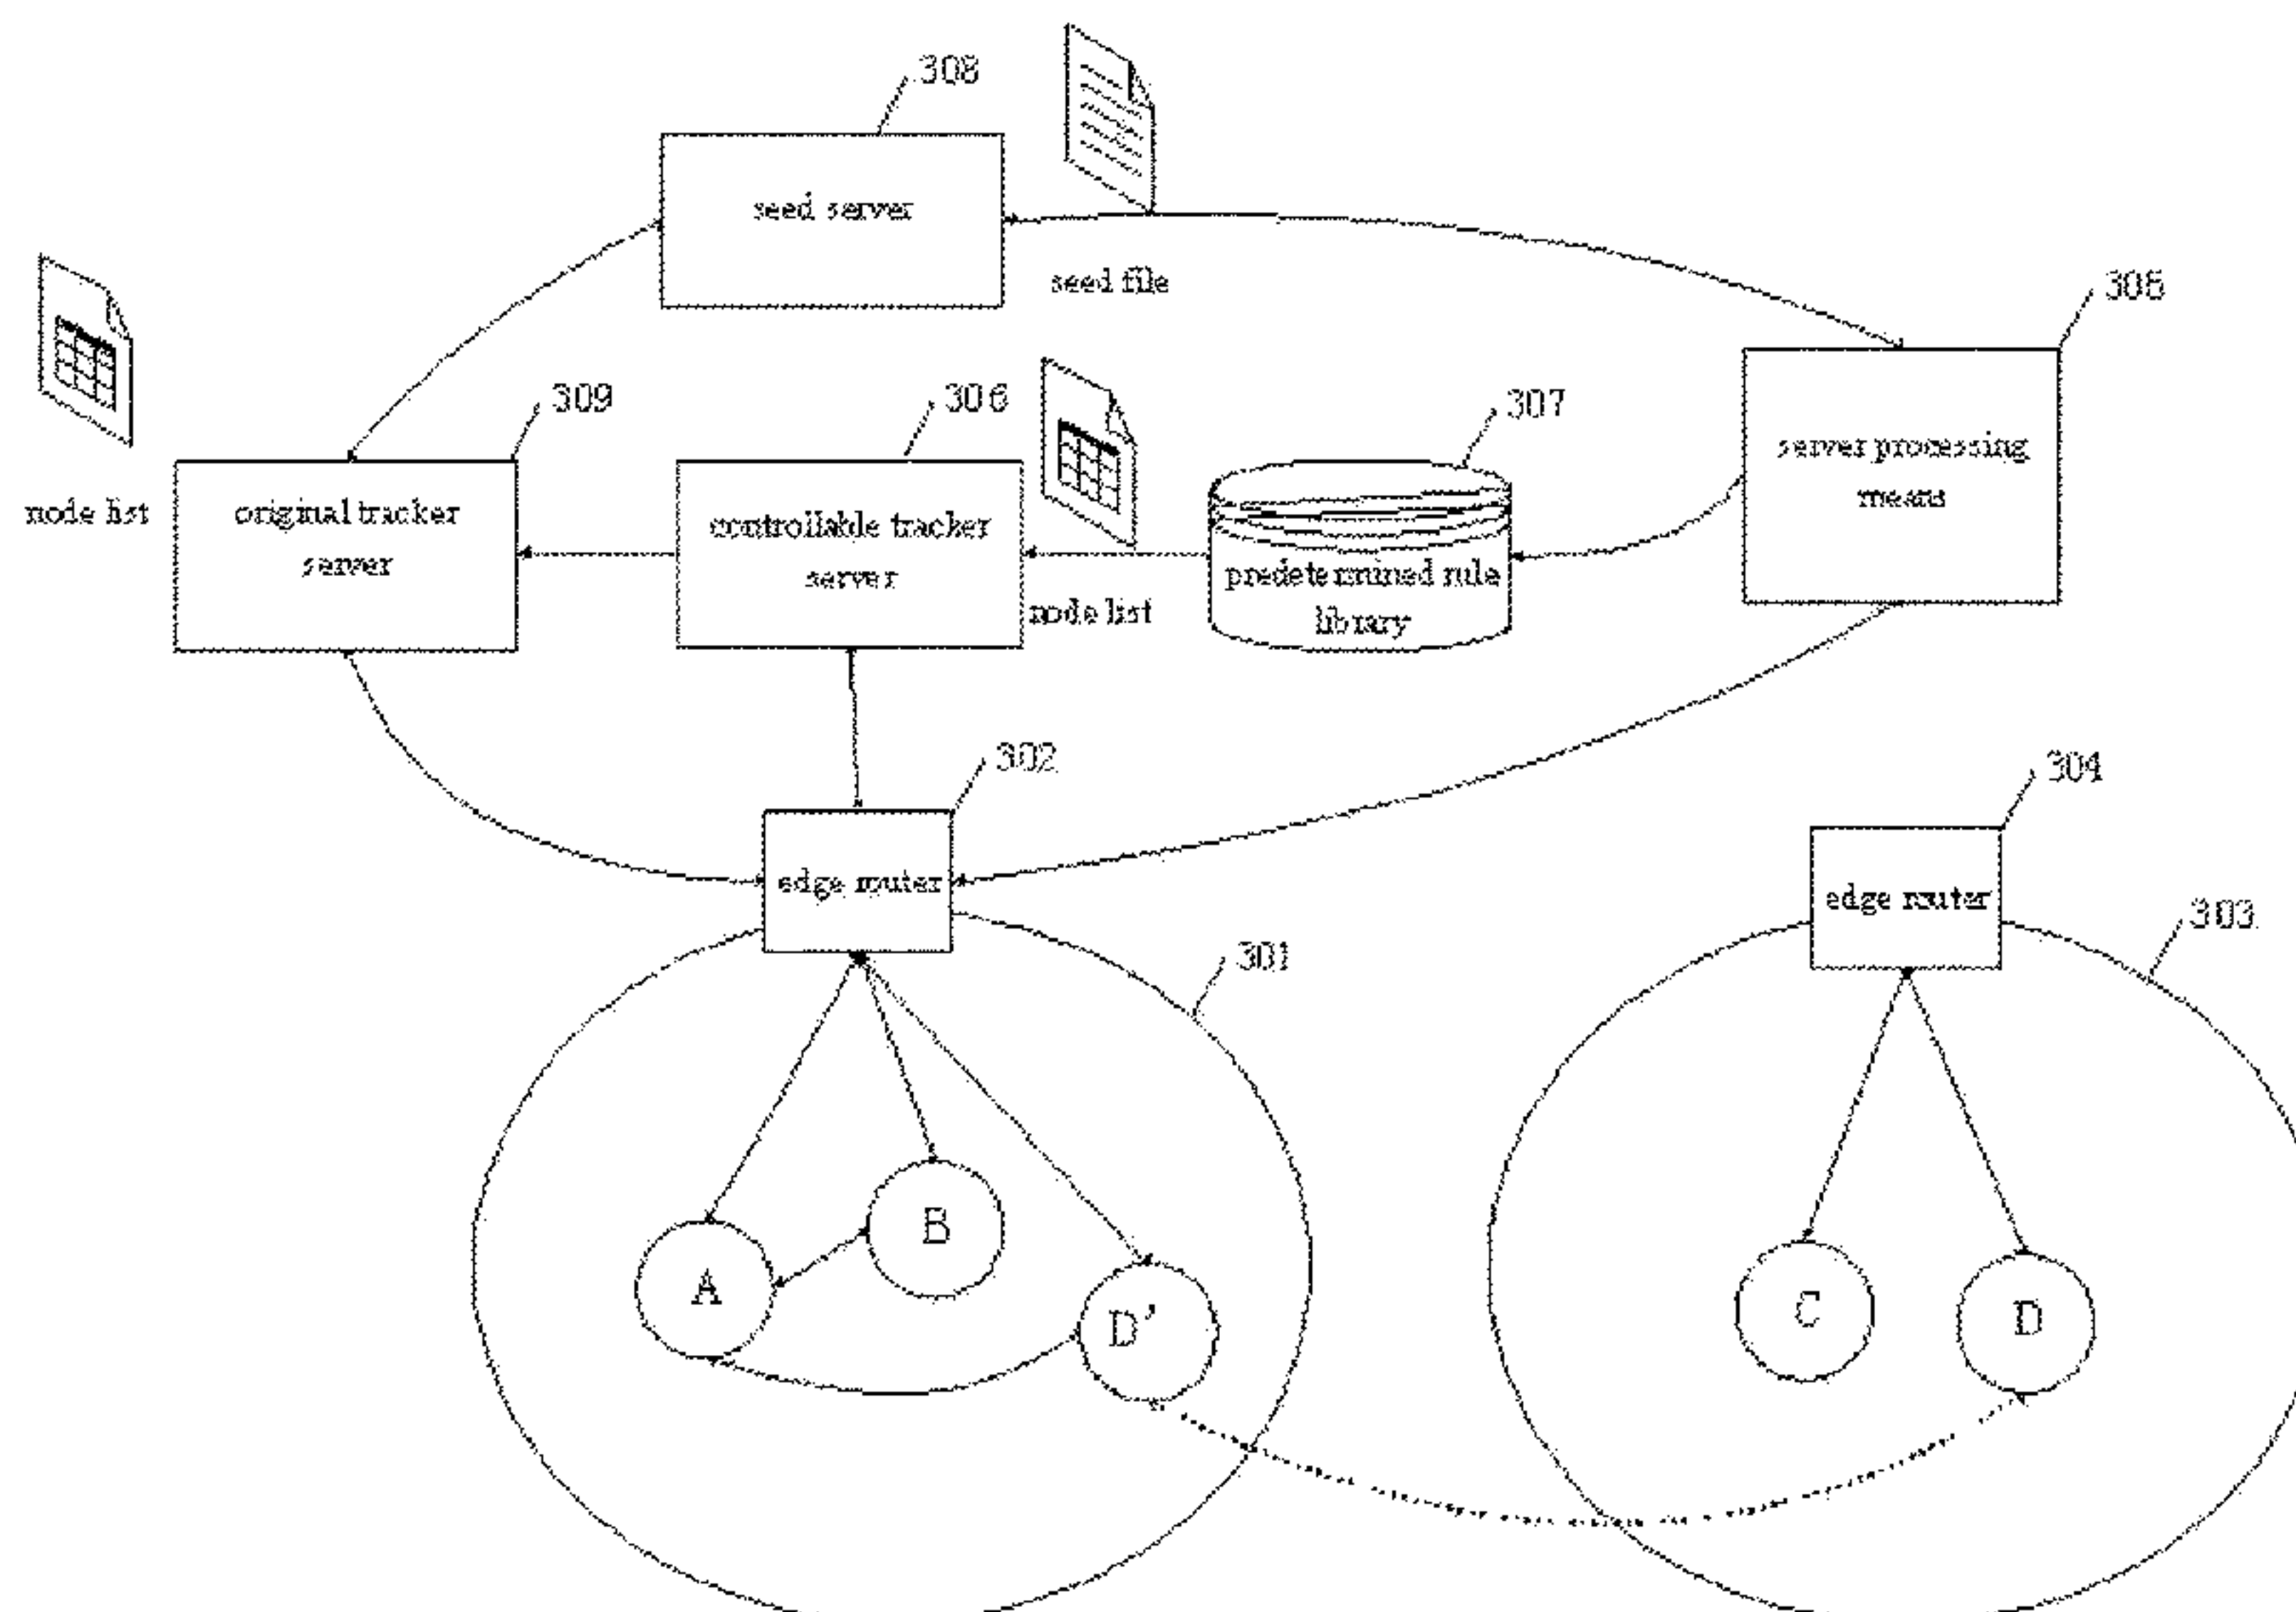 308
seed server
seed file
305
309
306
307
node list
original tracker
server
controllable tracker
server
node list
predetermined rule
library
server processing
means
302
edge router
304
edge router
301
303
A
B
D'
C
D